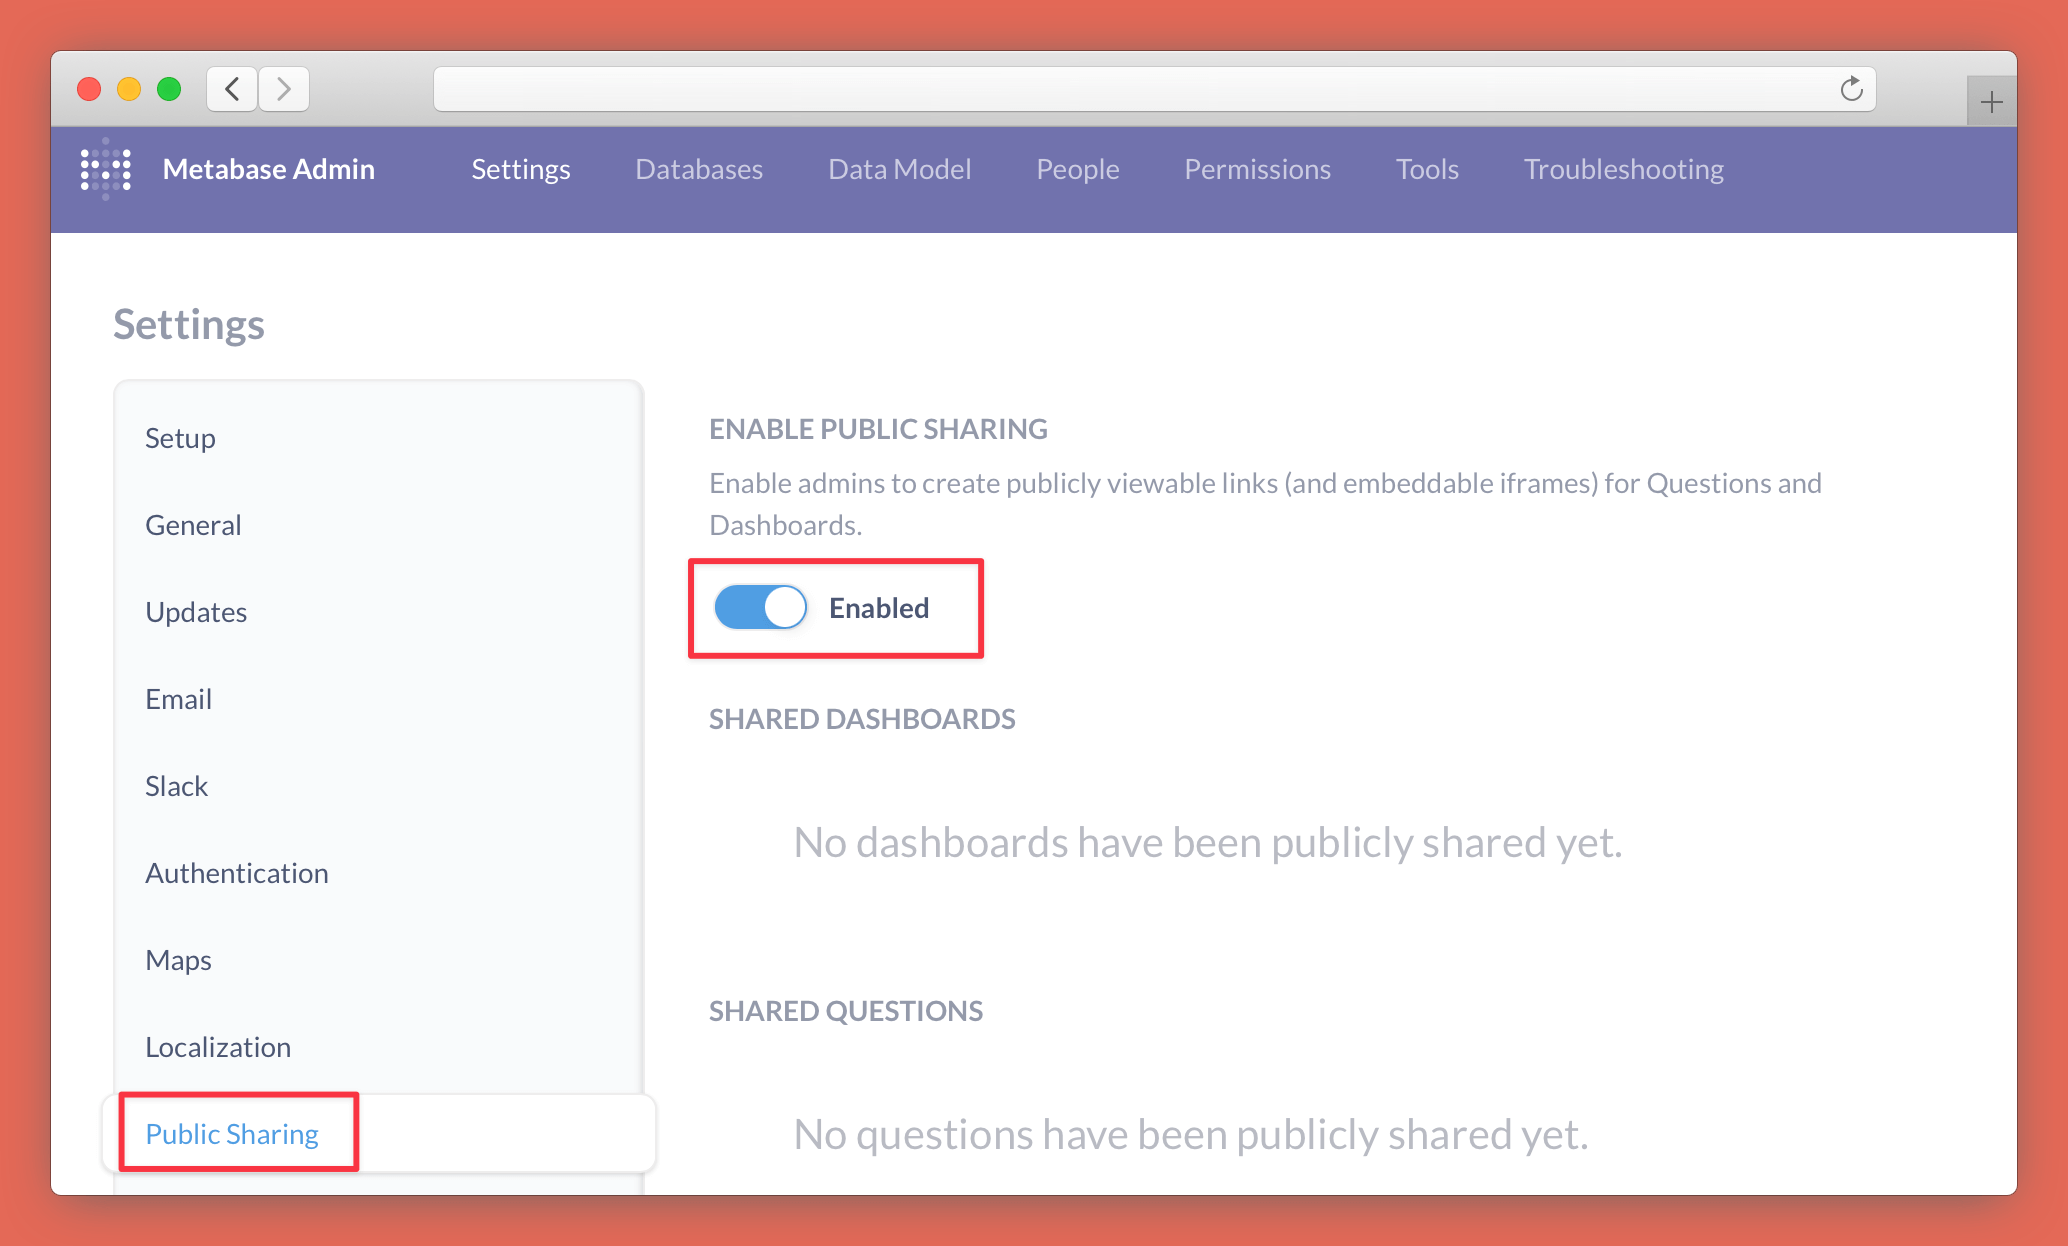 Metabase Admin Settings Databases Data Model People Permissions Tools Troubleshooting
Settings
Setup
General
Updates
Email
Slack
Authentication
Maps
Localization
Public Sharing
ENABLE PUBLIC SHARING
Enable admins to create publicly viewable links (and embeddable iframes) for Questions and
Dashboards.
Enabled
SHARED DASHBOARDS
No dashboards have been publicly shared yet.
SHARED QUESTIONS
No questions have been publicly shared yet.